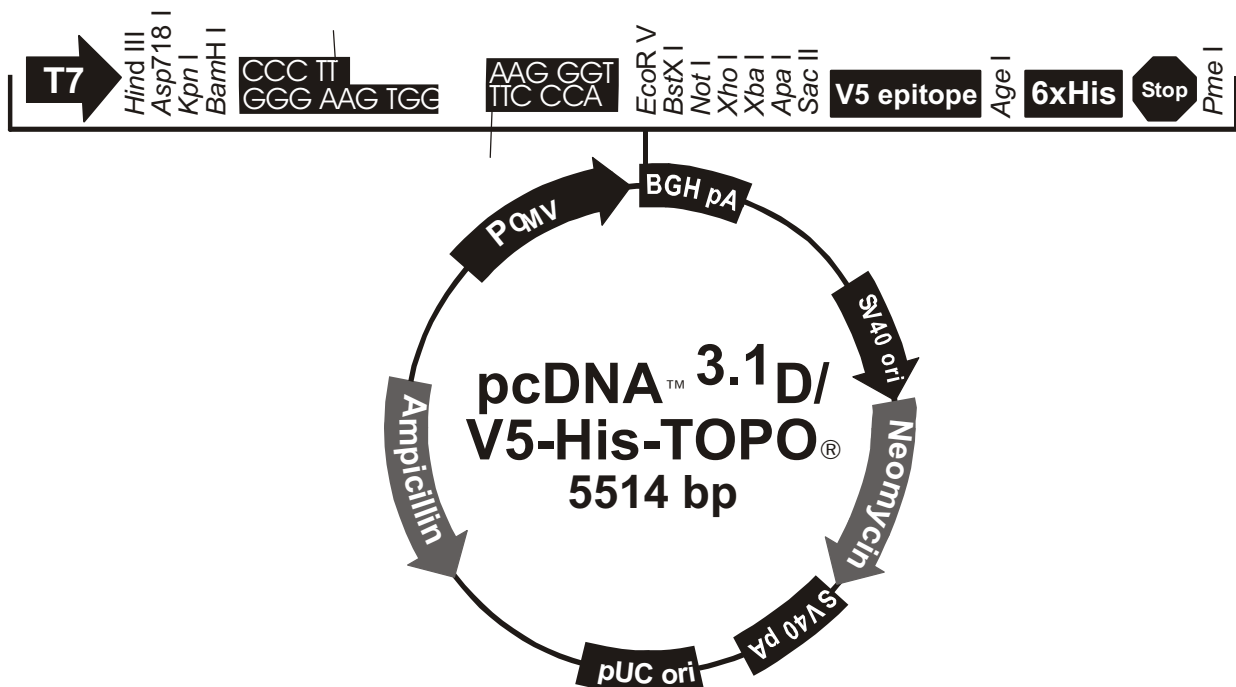 T7
Hind III
Asp718 I
Kpn I
BamH I
CCC TT
GGG AAG TGG
AAG GGT
TTC CCA
EcoR V
BstX I
Not I
Xho I
Xba I
Apa I
Sac II
V5 epitope
Age I
6xHis
Stop
Pme I
PCMV
BGH pA
SV40 ori
Neomycin
SV40 pA
pUC ori
Ampicillin
pcDNA™ 3.1D/
V5-His-TOPO®
5514 bp